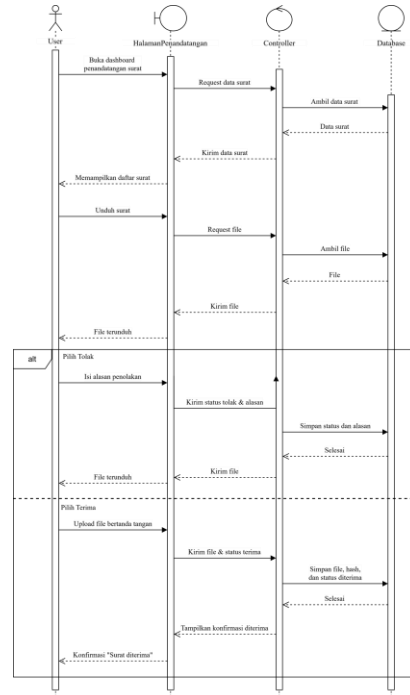 User
HalamanPenandatangan
Controller
Database
Buka dashboard
penandatangan surat
Request data surat
Ambil data surat
Data surat
Kirim data surat
Memampilkan daftar surat
Unduh surat
Request file
Ambil file
File
Kirim file
File terunduh
alt
Pilih Tolak
Isi alasan penolakan
Kirim status tolak & alasan
Simpan status dan alasan
Selesai
Kirim file
File terunduh
Pilih Terima
Upload file bertanda tangan
Kirim file & status terima
Simpan file, hash,
dan status diterima
Selesai
Tampilkan konfirmasi diterima
Konfirmasi "Surat diterima"